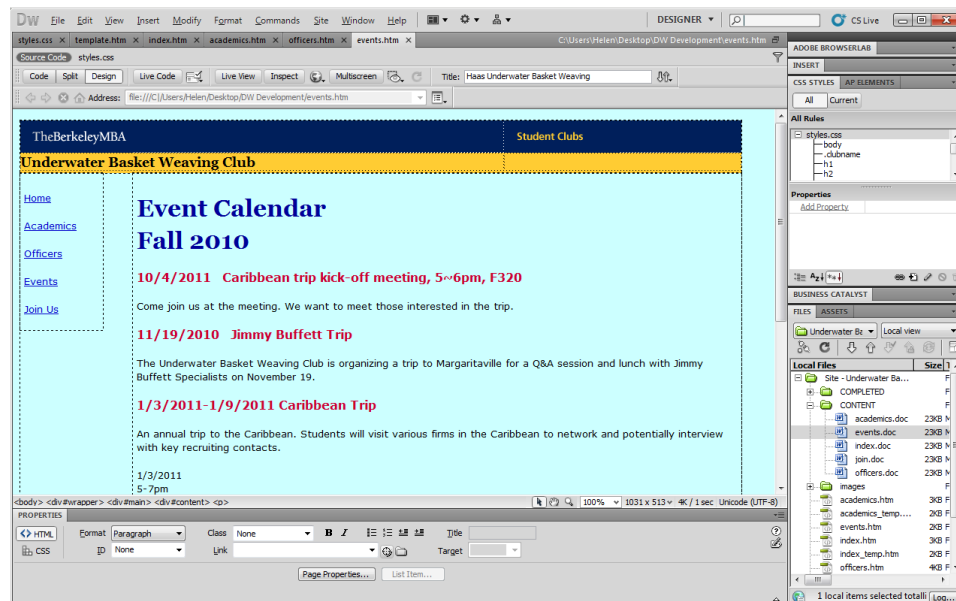 DW File Edit View Insert Modify Format Commands Site Window Help DESIGNER CS Live
styles.css × template.htm × index.htm × academics.htm × officers.htm × events.htm × C:\Users\Helen\Desktop\DW Development\events.htm
Source Code styles.css
Code Split Design Live Code Live View Inspect Multiscreen Title: Haas Underwater Basket Weaving
Address: file:///C|/Users/Helen/Desktop/DW Development/events.htm
TheBerkeleyMBA Student Clubs
Underwater Basket Weaving Club
Home
Academics
Officers
Events
Join Us
Event Calendar
Fall 2010
10/4/2011 Caribbean trip kick-off meeting, 5~6pm, F320
Come join us at the meeting. We want to meet those interested in the trip.
11/19/2010 Jimmy Buffett Trip
The Underwater Basket Weaving Club is organizing a trip to Margaritaville for a Q&A session and lunch with Jimmy
Buffett Specialists on November 19.
1/3/2011-1/9/2011 Caribbean Trip
An annual trip to the Caribbean. Students will visit various firms in the Caribbean to network and potentially interview
with key recruiting contacts.
1/3/2011
5-7pm
<body> <div#wrapper> <div#main> <div#content> <p> 100% 1031 x 513 4K / 1 sec Unicode (UTF-8)
PROPERTIES
<> HTML Format Paragraph Class None B I Title
CSS ID None Link Target
Page Properties... List Item...
ADOBE BROWSERLAB
INSERT
CSS STYLES AP ELEMENTS
All Current
All Rules
styles.css
body
.clubname
h1
h2
Properties
Add Property
BUSINESS CATALYST
FILES ASSETS
Underwater Ba Local view
Local Files Size
Site - Underwater Ba... F
COMPLETED F
CONTENT F
academics.doc 23KB M
events.doc 23KB M
index.doc 23KB M
join.doc 23KB M
officers.doc 23KB M
images F
academics.htm 3KB F
academics_temp.... 2KB F
events.htm 2KB F
index.htm 3KB F
index_temp.htm 2KB F
officers.htm 4KB F
1 local items selected totalli Log...